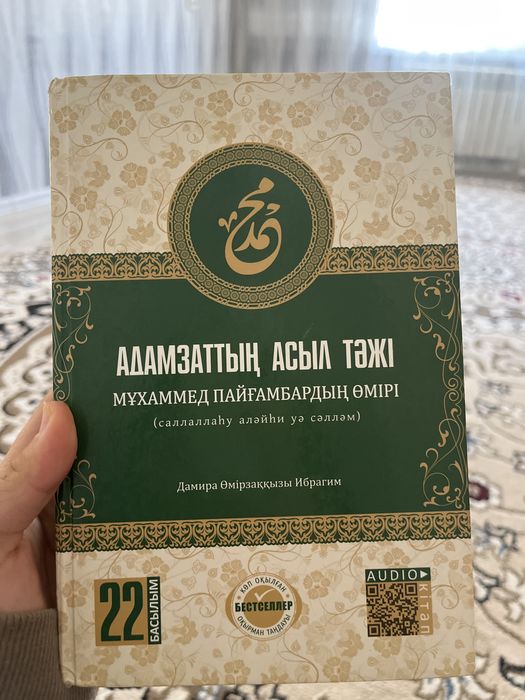 محمد
АДАМЗАТТЫҢ АСЫЛ ТӘЖІ
МҰХАММЕД ПАЙҒАМБАРДЫҢ ӨМІРІ
(саллаллаһу аләйһи уә сәлләм)
Дамира Өмірзаққызы Ибрагим
22
БАСЫЛЫМ
КӨП ОҚЫЛҒАН
БЕСТСЕЛЛЕР
ОҚЫРМАН ТАҢДАУЫ
AUDIO
КІТАП